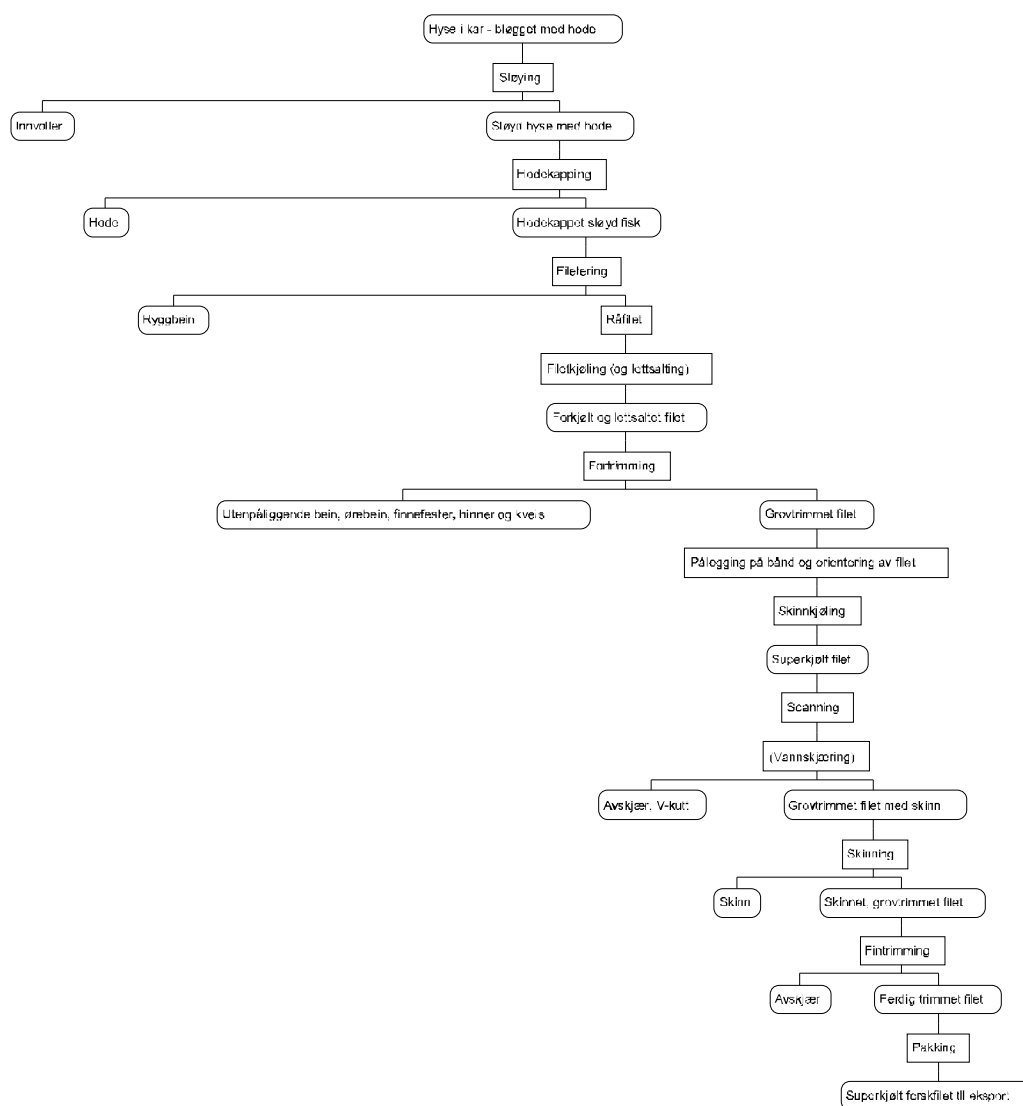 Hyse i kar - bløgget med hode
Sløying
Innvoller
Sløyd hyse med hode
Hodekapping
Hode
Hodekappet sløyd fisk
Filetering
Ryggbein
Råfilet
Filetkjøling (og lettsalting)
Forkjølt og lettsaltet filet
Fortrimming
Utenpåliggende bein, ørebein, finnefester, hinner og kveis
Grovtrimmet filet
Pålogging på bånd og orientering av filet
Skinnkjøling
Superkjølt filet
Scanning
(Vannskjæring)
Avskjær, V-kutt
Grovtrimmet filet med skinn
Skinning
Skinn
Skinnet, grovtrimmet filet
Fintrimming
Avskjær
Ferdig trimmet filet
Pakking
Superkjølt ferskfilet til eksport